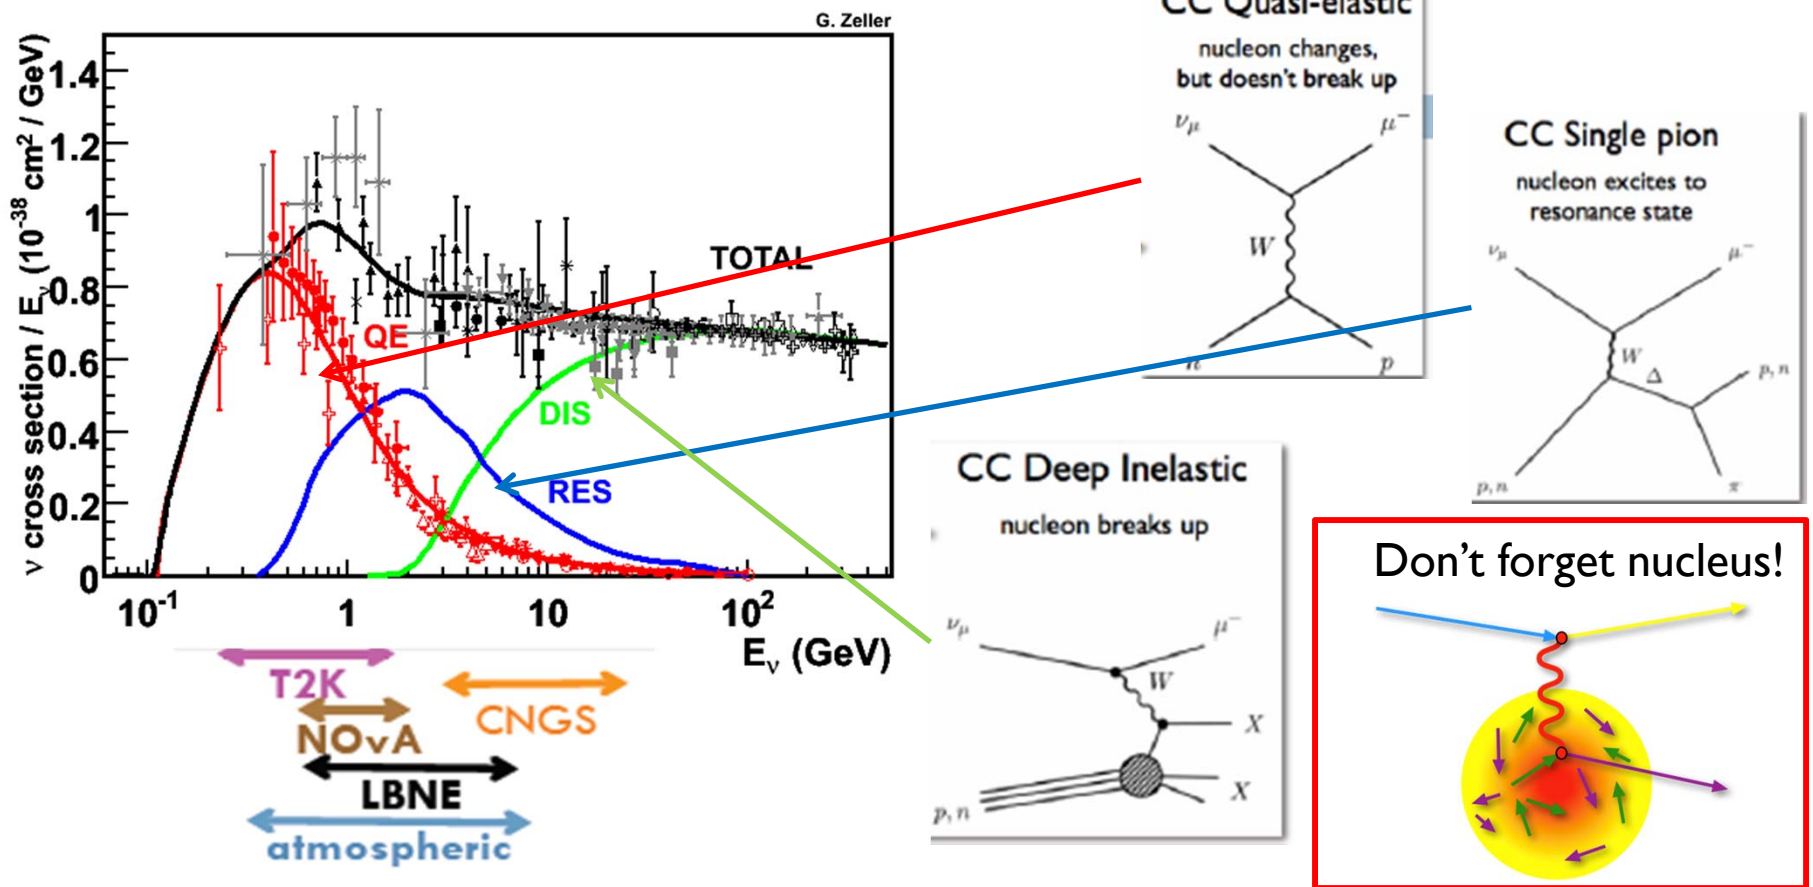 G. Zeller
ν cross section / Eν (10⁻³⁸ cm² / GeV)
1.4
1.2
1
0.8
0.6
0.4
0.2
0
TOTAL
QE
DIS
RES
10⁻¹
1
10
10²
Eν (GeV)
T2K
CNGS
NOνA
LBNE
atmospheric
CC Quasi-elastic
nucleon changes,
but doesn't break up
νμ
μ⁻
W
n
p
CC Single pion
nucleon excites to
resonance state
νμ
μ⁻
W
Δ
p, n
p, n
π
CC Deep Inelastic
nucleon breaks up
νμ
μ⁻
W
X
X
p, n
Don't forget nucleus!